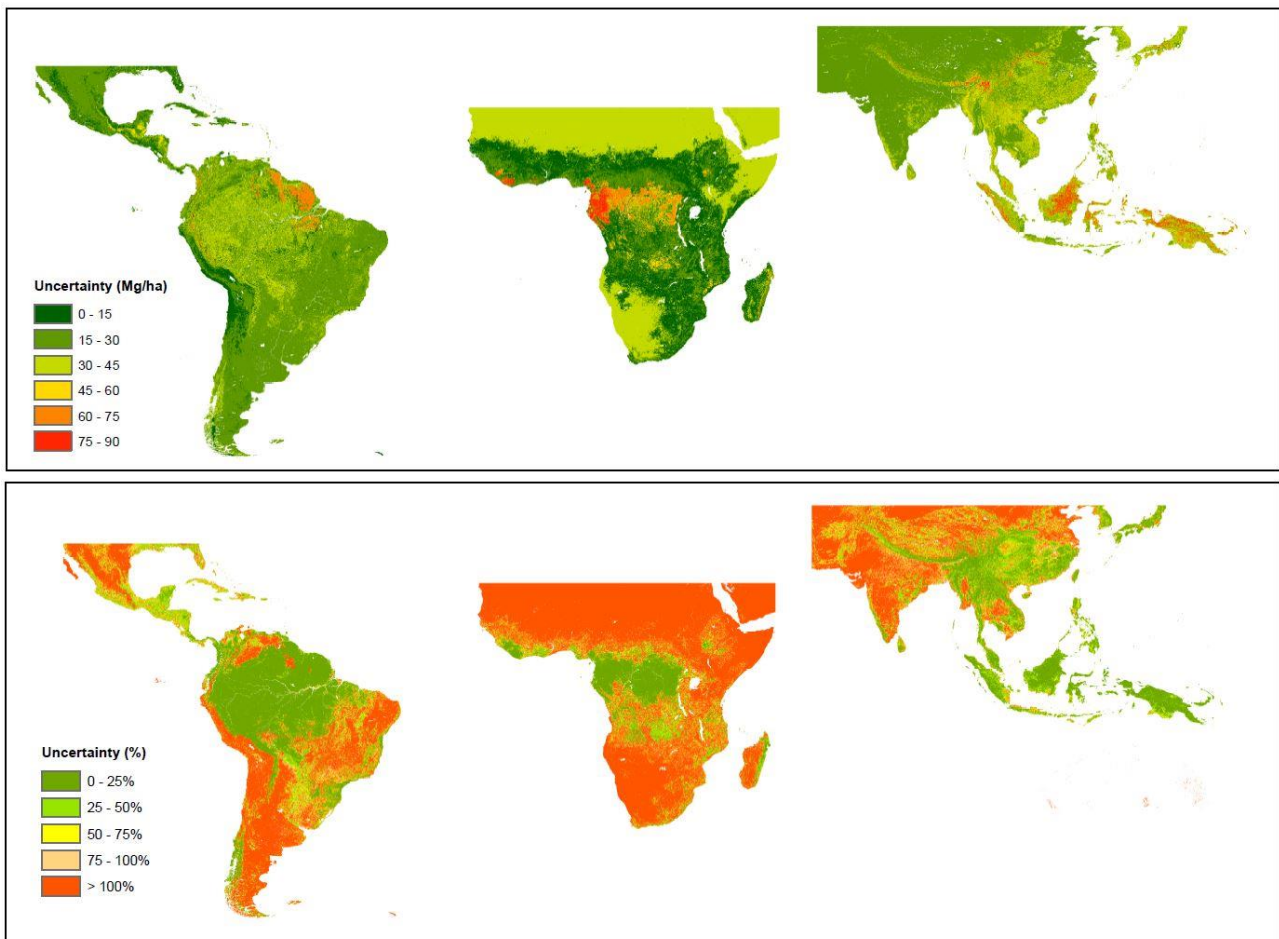 Uncertainty (Mg/ha)
0 - 15
15 - 30
30 - 45
45 - 60
60 - 75
75 - 90
Uncertainty (%)
0 - 25%
25 - 50%
50 - 75%
75 - 100%
> 100%